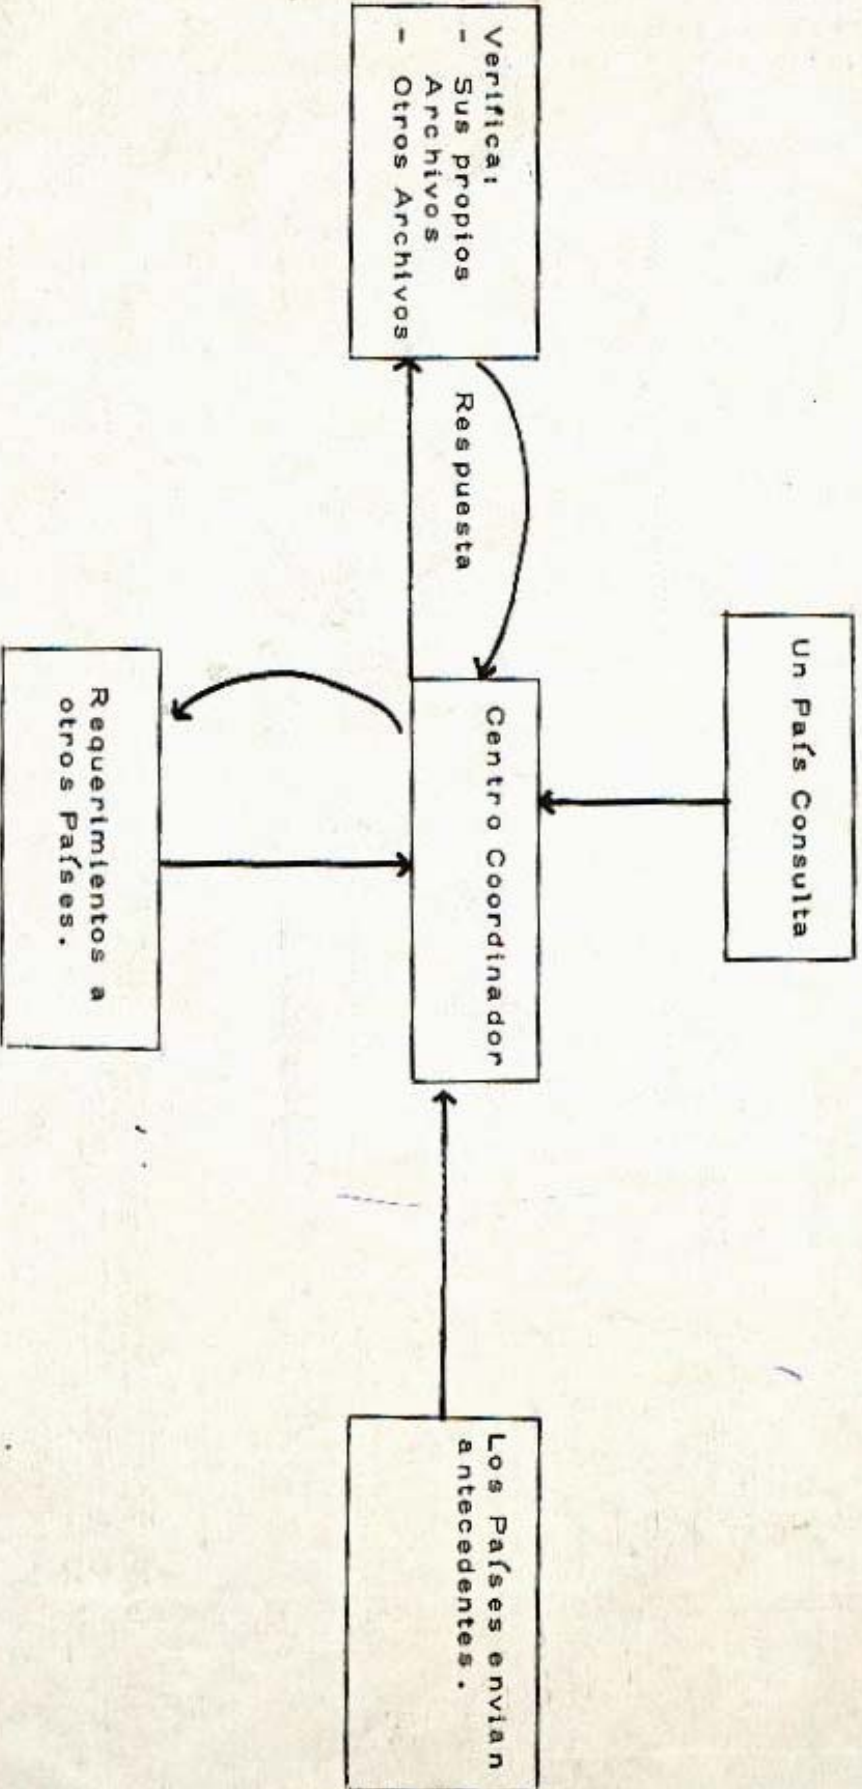 Un País Consulta
Verifica:
- Sus propios
Archivos
- Otros Archivos
Respuesta
Centro Coordinador
Los Países envian
antecedentes.
Requerimientos a
otros Países.